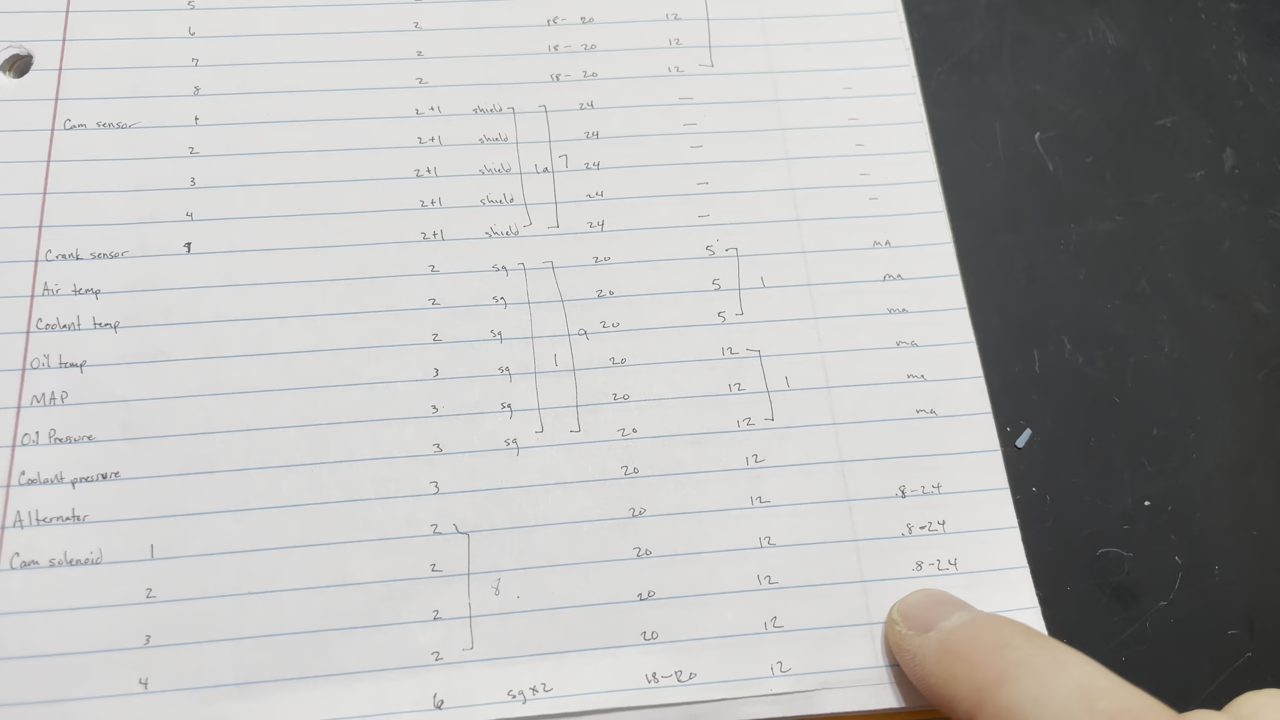 5
6 2 18-20 12
7 2 18-20 12
8 2 18-20 12
Cam sensor 1 2+1 shield 24 — —
2 2+1 shield 24 — —
3 2+1 shield 7 24 — —
4 2+1 shield 24 — —
Crank sensor 1 2+1 shield 24 — —
Air temp 2 sg 20 5 ma
Coolant temp 2 sg 20 5 1 ma
Oil temp 2 sg 9 20 5 ma
MAP 3 sg 1 20 12 ma
Oil Pressure 3 sg 20 12 1 ma
Coolant pressure 3 sg 20 12 ma
Alternator 3 20 12
Cam solenoid 1 2 20 12 .8-2.4
2 2 8 20 12 .8-2.4
3 2 20 12 .8-2.4
4 2 20 12
6 sg x2 18-20 12